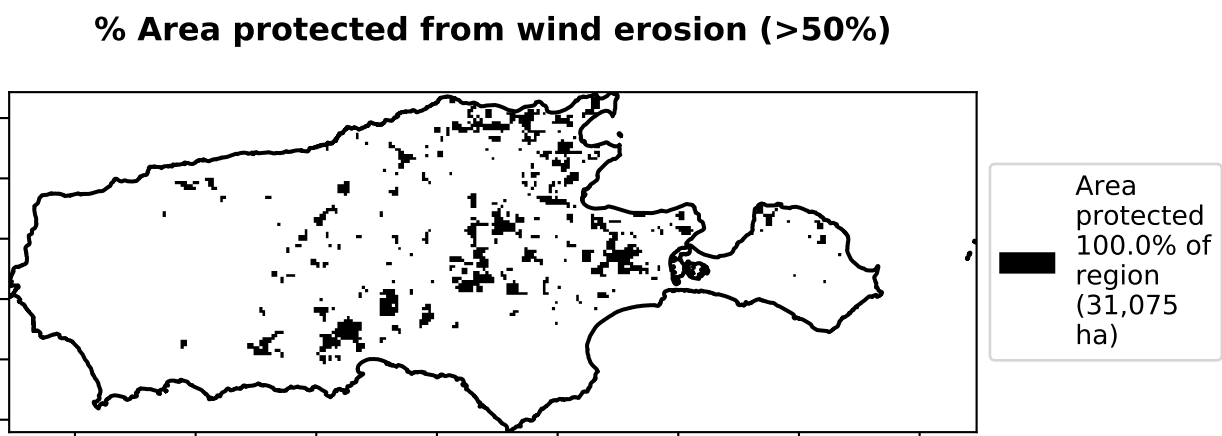 % Area protected from wind erosion (>50%)
Area
protected
100.0% of
region
(31,075
ha)